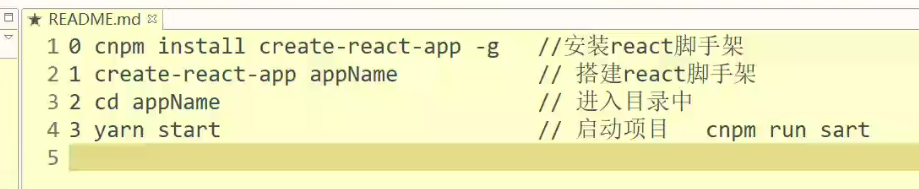 ★ README.md
1 0 cnpm install create-react-app -g //安装react脚手架
2 1 create-react-app appName // 搭建react脚手架
3 2 cd appName // 进入目录中
4 3 yarn start // 启动项目 cnpm run sart
5